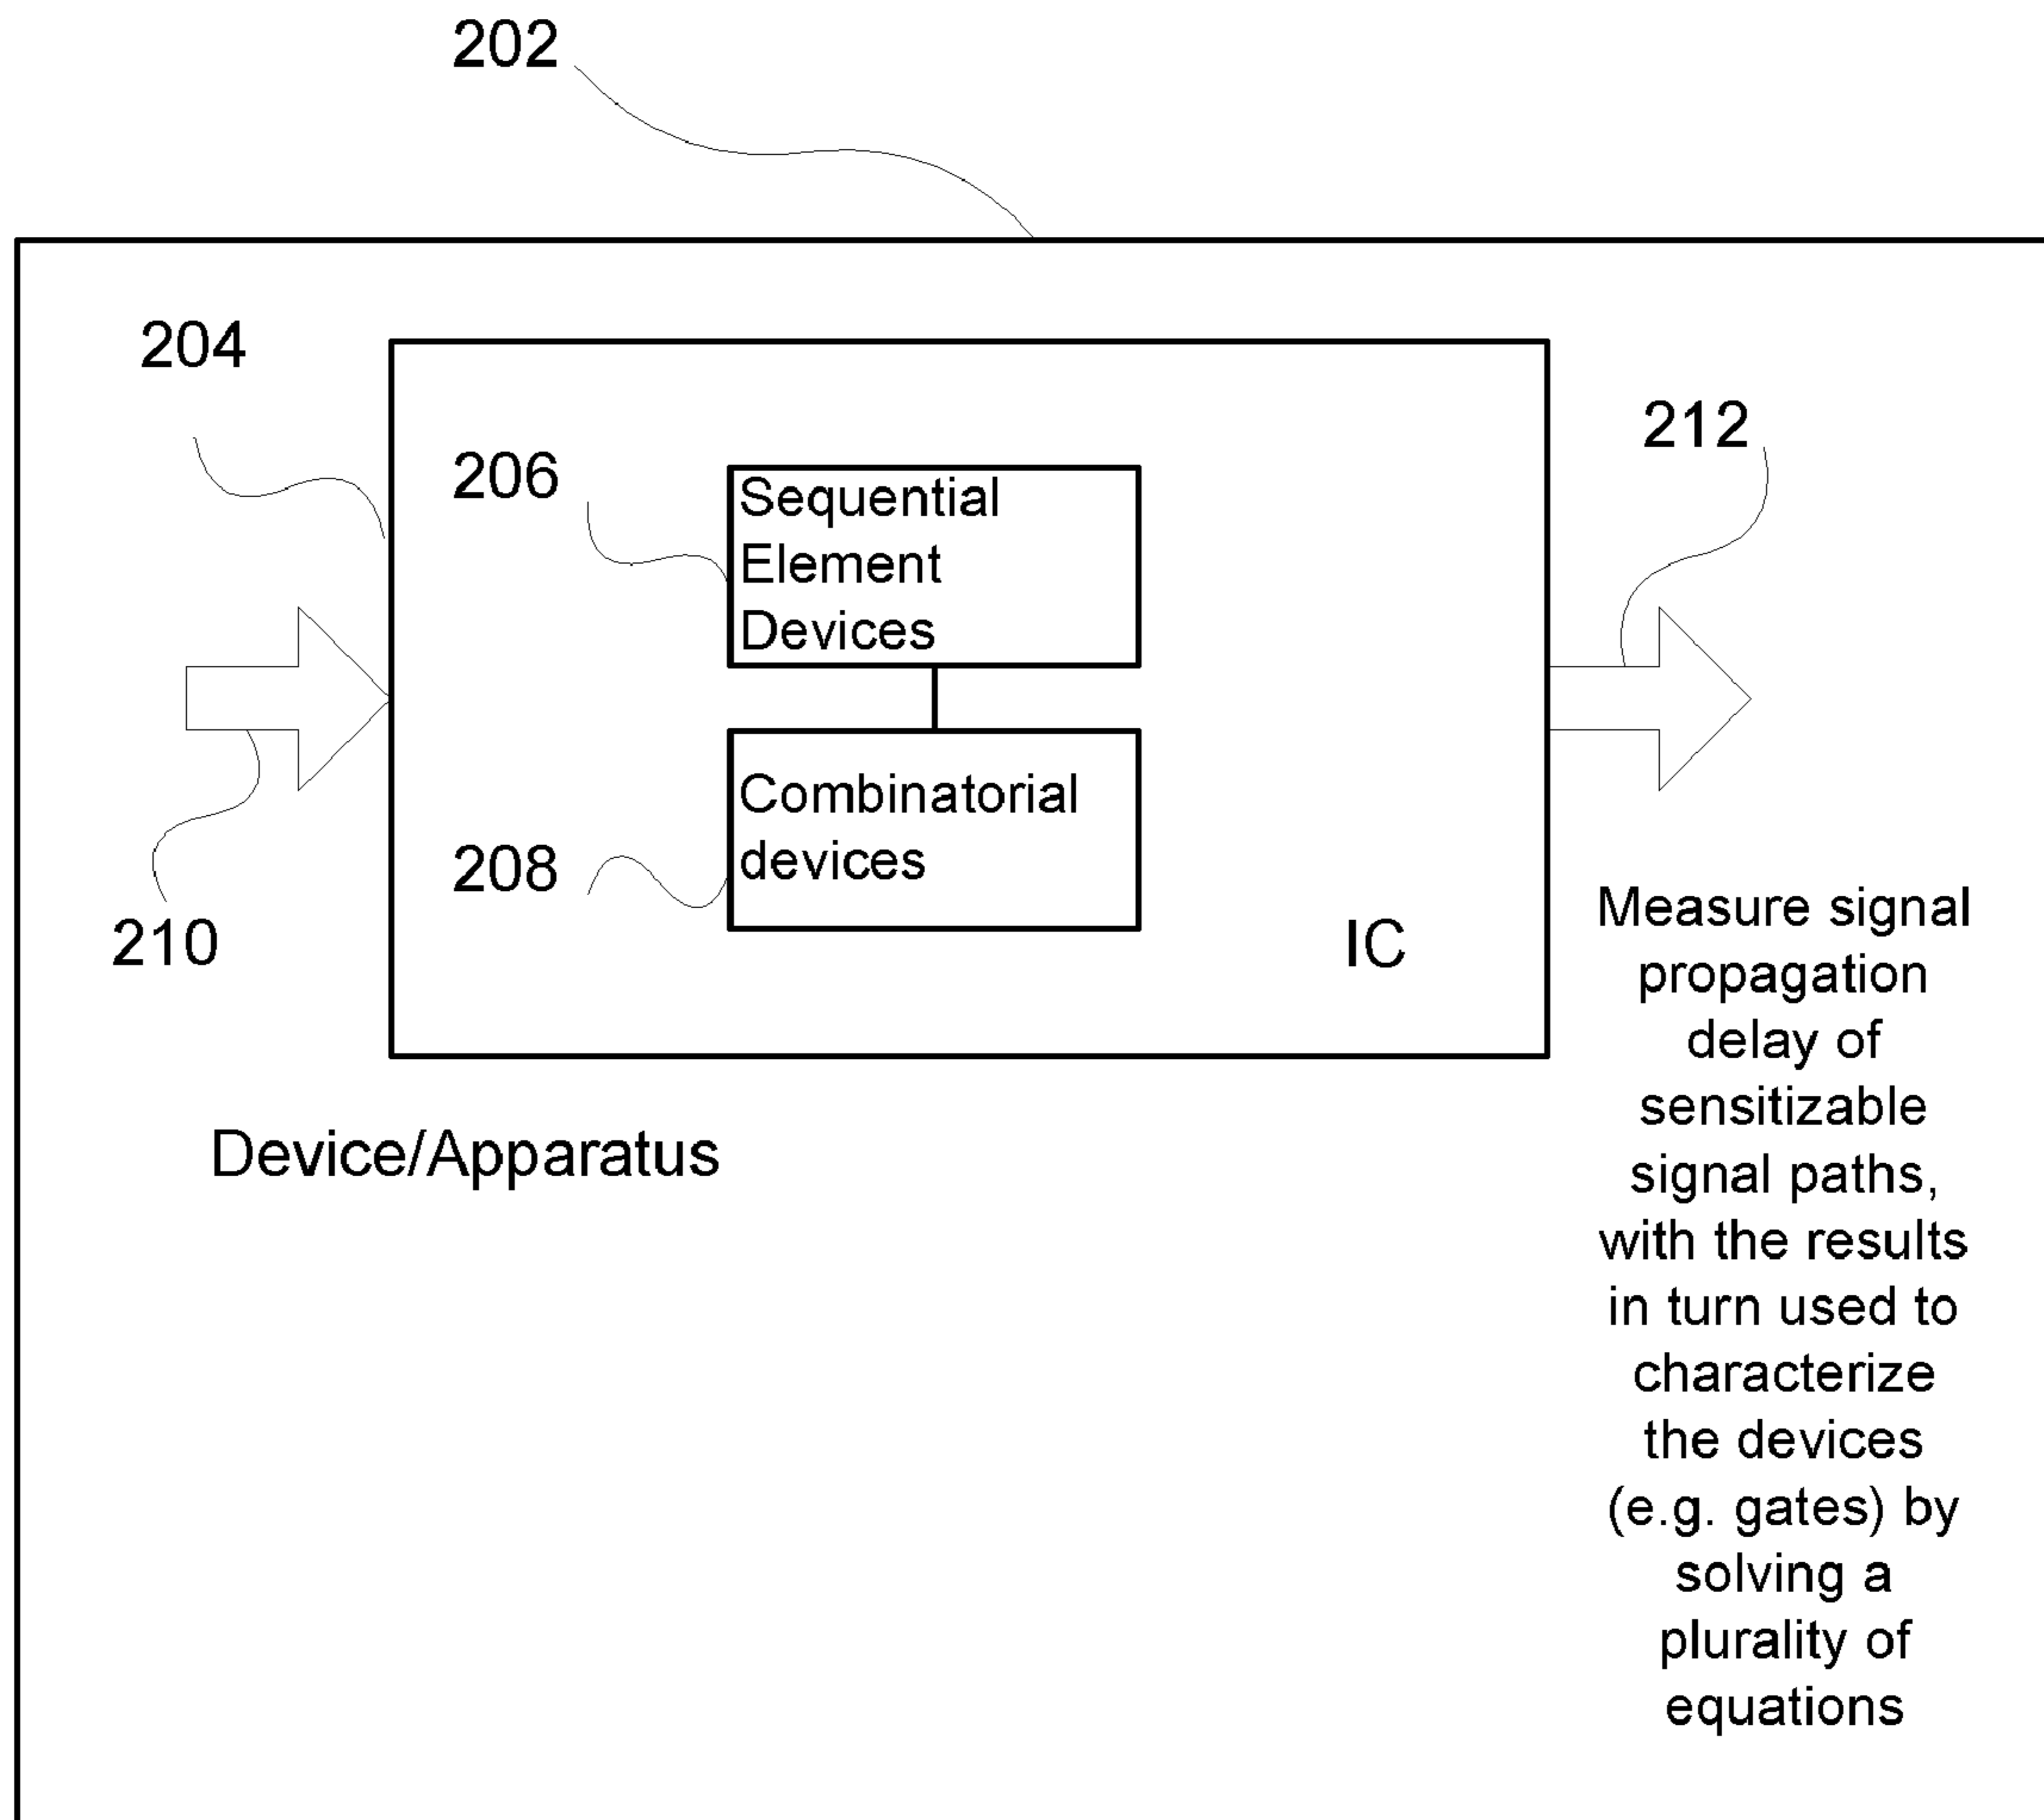 202
204
212
206
Sequential
Element
Devices
Combinatorial
devices
208
210
IC
Measure signal
propagation
delay of
sensitizable
signal paths,
with the results
in turn used to
characterize
the devices
(e.g. gates) by
solving a
plurality of
equations
Device/Apparatus